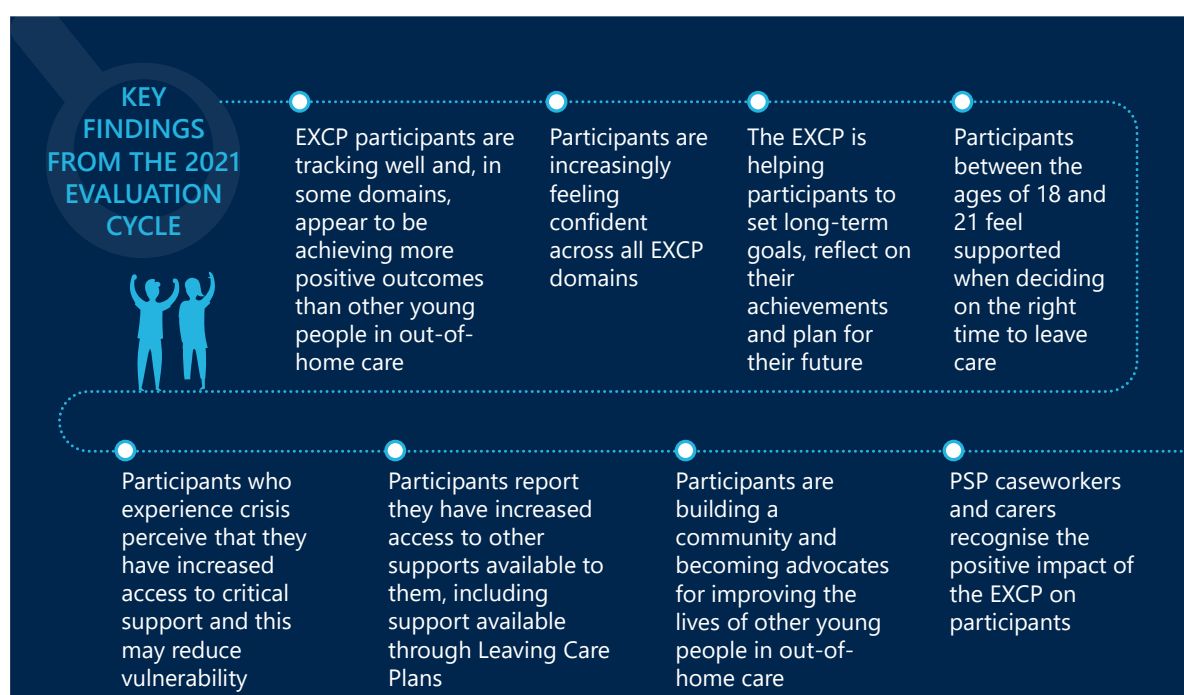 KEY
FINDINGS
FROM THE 2021
EVALUATION
CYCLE
EXCP participants are
tracking well and, in
some domains,
appear to be
achieving more
positive outcomes
than other young
people in out-of-
home care
Participants are
increasingly
feeling
confident
across all EXCP
domains
The EXCP is
helping
participants to
set long-term
goals, reflect on
their
achievements
and plan for
their future
Participants
between the
ages of 18 and
21 feel
supported
when deciding
on the right
time to leave
care
Participants who
experience crisis
perceive that they
have increased
access to critical
support and this
may reduce
vulnerability
Participants report
they have increased
access to other
supports available to
them, including
support available
through Leaving Care
Plans
Participants are
building a
community and
becoming advocates
for improving the
lives of other young
people in out-of-
home care
PSP caseworkers
and carers
recognise the
positive impact of
the EXCP on
participants